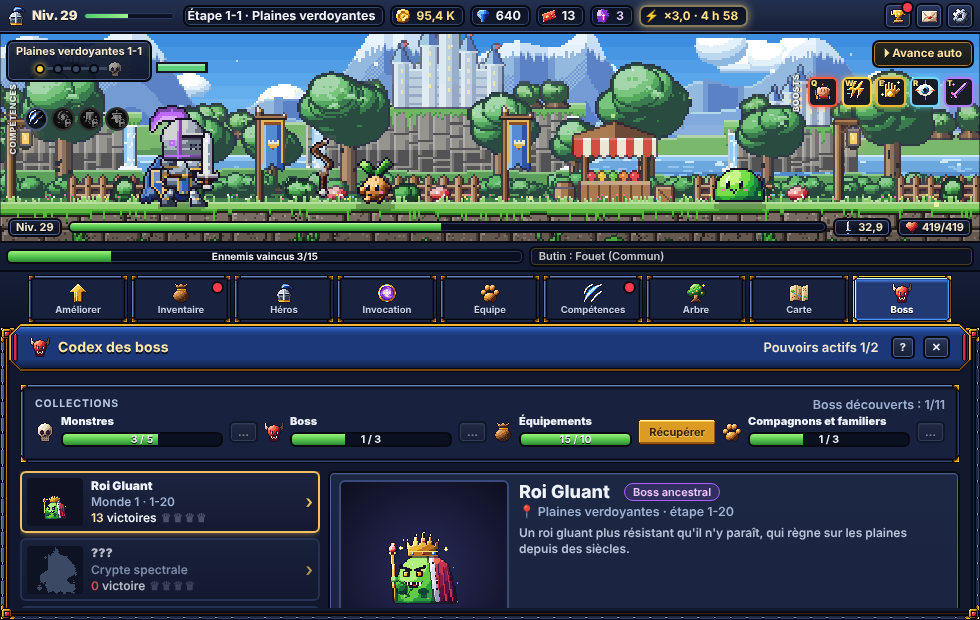 Niv. 29
Étape 1-1 · Plaines verdoyantes
95,4 K
640
13
3
×3,0 · 4 h 58
Plaines verdoyantes 1-1
Avance auto
COMPÉTENCES
BOOSTS
Q
W
E
R
T
Niv. 29
32,9
419/419
Ennemis vaincus 3/15
Butin : Fouet (Commun)
Améliorer
Inventaire
Héros
Invocation
Equipe
Compétences
Arbre
Carte
Boss
Codex des boss
Pouvoirs actifs 1/2
?
×
COLLECTIONS
Boss découverts : 1/11
Monstres
3 / 5
...
Boss
1 / 3
...
Équipements
15 / 10
Récupérer
Compagnons et familiers
1 / 3
...
Roi Gluant
Monde 1 · 1-20
13 victoires
???
Crypte spectrale
0 victoire
Roi Gluant
Boss ancestral
Plaines verdoyantes · étape 1-20
Un roi gluant plus résistant qu'il n'y paraît, qui règne sur les plaines
depuis des siècles.